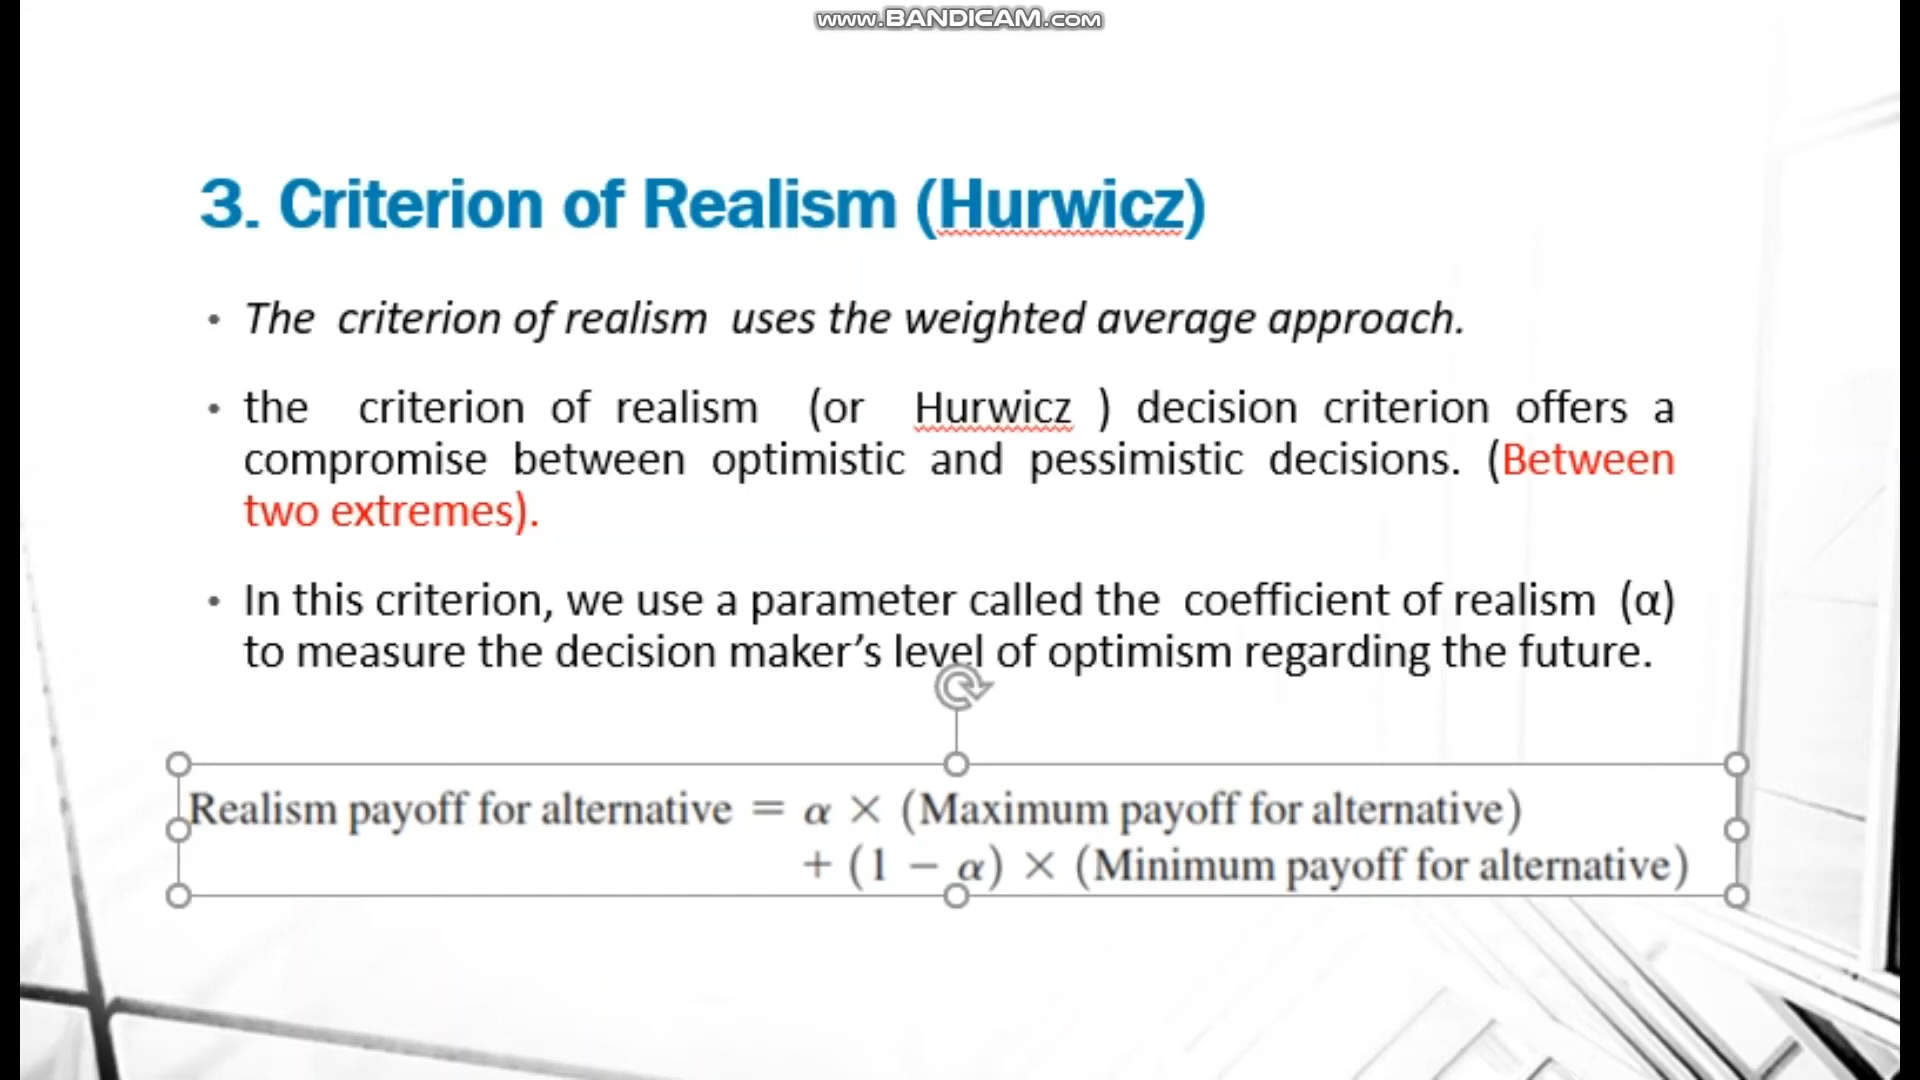 www.BANDICAM.com
3. Criterion of Realism (Hurwicz)
• The criterion of realism uses the weighted average approach.
• the criterion of realism (or Hurwicz ) decision criterion offers a
compromise between optimistic and pessimistic decisions. (Between
two extremes).
• In this criterion, we use a parameter called the coefficient of realism (α)
to measure the decision maker’s level of optimism regarding the future.
Realism payoff for alternative = α × (Maximum payoff for alternative)
+ (1 − α) × (Minimum payoff for alternative)